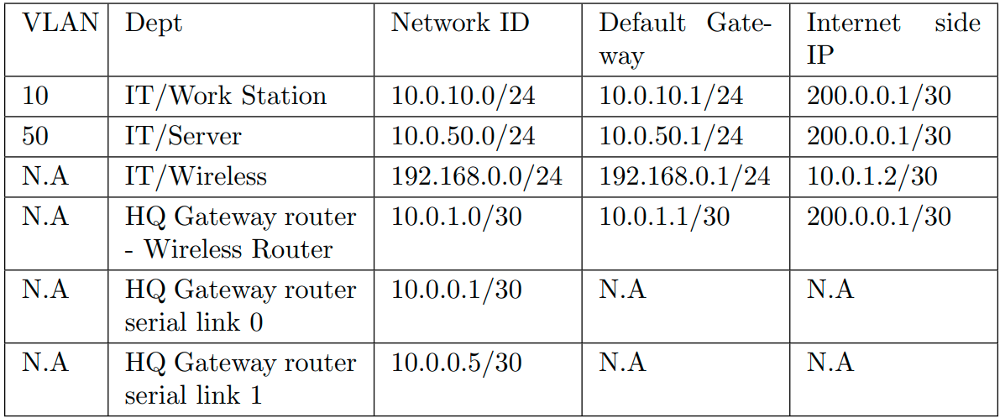 VLAN Dept Network ID Default Gate- Internet side
way IP
10 IT/Work Station 10.0.10.0/24 10.0.10.1/24 200.0.0.1/30
50 IT/Server 10.0.50.0/24 10.0.50.1/24 200.0.0.1/30
N.A IT/Wireless 192.168.0.0/24 192.168.0.1/24 10.0.1.2/30
N.A HQ Gateway router 10.0.1.0/30 10.0.1.1/30 200.0.0.1/30
- Wireless Router
N.A HQ Gateway router 10.0.0.1/30 N.A N.A
serial link 0
N.A HQ Gateway router 10.0.0.5/30 N.A N.A
serial link 1